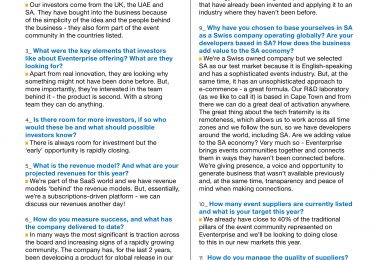 ■ Our investors come from the UK, the UAE and
SA. They have bought into the business because
of the simplicity of the idea and the people behind
the business - they also form part of the event
community in the countries listed.
3_ What were the key elements that investors
like about Eventerprise offering? What are they
looking for?
■ Apart from real innovation, they are looking why
something might not have been done before. But,
more importantly, they're interested in the team
behind it - the product is second. With a strong
team they can do anything.
4_ Is there room for more investors, if so who
would these be and what should possible
investors know?
■ There is always room for investment but the
'early' opportunity is rapidly closing.
5_ What is the revenue model? And what are your
projected revenues for this year?
■ We're part of the SaaS world and we have revenue
models 'behind' the revenue models. But, essentially,
we're a subscriptions-driven platform - we can
discuss our revenues another day!
6_ How do you measure success, and what has
the company delivered to date?
■ In many ways the most significant is traction across
the board and increasing signs of a rapidly growing
community. The company has, for the last 2 years,
been developing a product for global release in our
that have already been invented and applying it to an
industry where they haven't been before.
9_ Why have you chosen to base yourselves in SA
as a Swiss company operating globally? Are your
developers based in SA? How does the business
add value to the SA economy?
■ We're a Swiss owned company but we selected
SA as our test market because it is English-speaking
and has a sophisticated events industry. But, at the
same time, it has an unsophisticated approach to
e-commerce - a great formula. Our R&D laboratory
(as we like to call it) is based in Cape Town and from
there we can do a great deal of activation anywhere.
The great thing about the tech fraternity is its
remoteness, which allows us to work across all time
zones and we follow the sun, so we have developers
around the world, including SA. Are we adding value
to the SA economy? Very much so - Eventerprise
brings events communities together and connects
them in ways they haven't been connected before.
We're giving presence, a voice and opportunity to
generate business that wasn't available previously
and, at the same time, transparency and peace of
mind when making connections.
10_ How many event suppliers are currently listed
and what is your target this year?
■ We already have close to 40% of the traditional
pillars of the event community represented on
Eventerprise and we'll be looking to doing close
to this in our new markets this year.
11_ How do you manage the quality of suppliers?